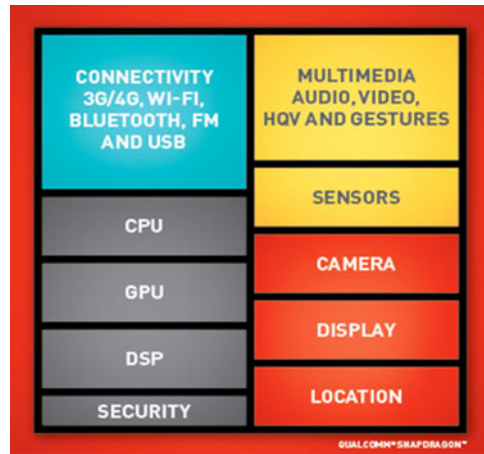 CONNECTIVITY
3G/4G, WI-FI,
BLUETOOTH, FM
AND USB
CPU
GPU
DSP
SECURITY
MULTIMEDIA
AUDIO, VIDEO,
HQV AND GESTURES
SENSORS
CAMERA
DISPLAY
LOCATION
QUALCOMM® SNAPDRAGON™